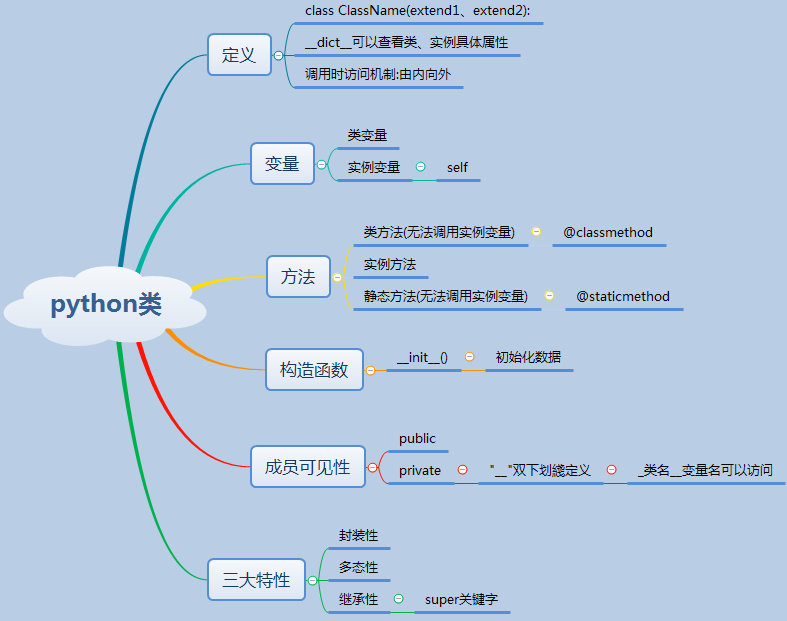 python类
定义
class ClassName(extend1、extend2):
__dict__可以查看类、实例具体属性
调用时访问机制:由内向外
变量
类变量
实例变量
self
方法
类方法(无法调用实例变量)
@classmethod
实例方法
静态方法(无法调用实例变量)
@staticmethod
构造函数
__init__()
初始化数据
成员可见性
public
private
"__"双下划线定义
_类名__变量名可以访问
三大特性
封装性
多态性
继承性
super关键字